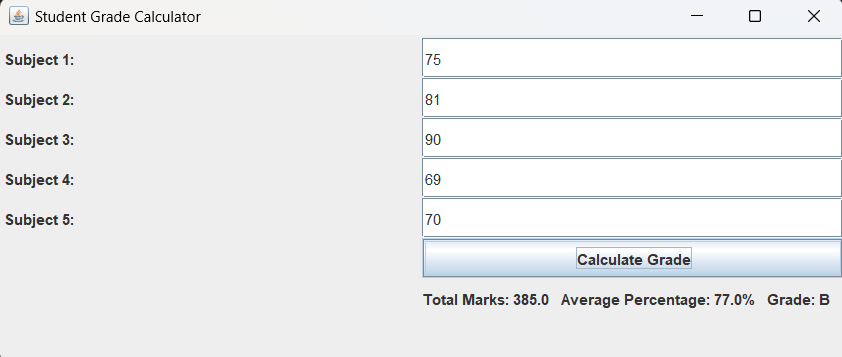 Student Grade Calculator
Subject 1: 75
Subject 2: 81
Subject 3: 90
Subject 4: 69
Subject 5: 70
Calculate Grade
Total Marks: 385.0 Average Percentage: 77.0% Grade: B